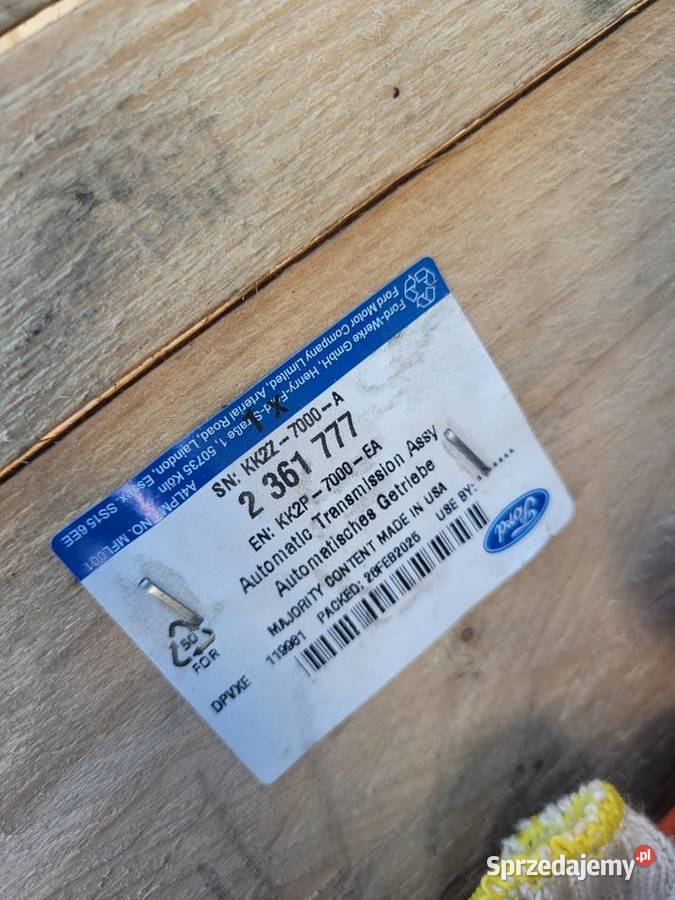 Ford-Werke GmbH, Henry-Ford-Straße 1, 50735 Köln
Ford Motor Company Limited, Arterial Road, Laindon, Essex. SS15 6EE
A4LPM NO. MFL001
1 x
SN: KK2Z-7000-A
2 361 777
EN: KK2P-7000-EA
Automatic Transmission Assy
Automatisches Getriebe
MAJORITY CONTENT MADE IN USA
PACKED: 26FEB2025 USE BY: *******
119981
DPVXE
50
FOR
Ford
Sprzedajemy.pl